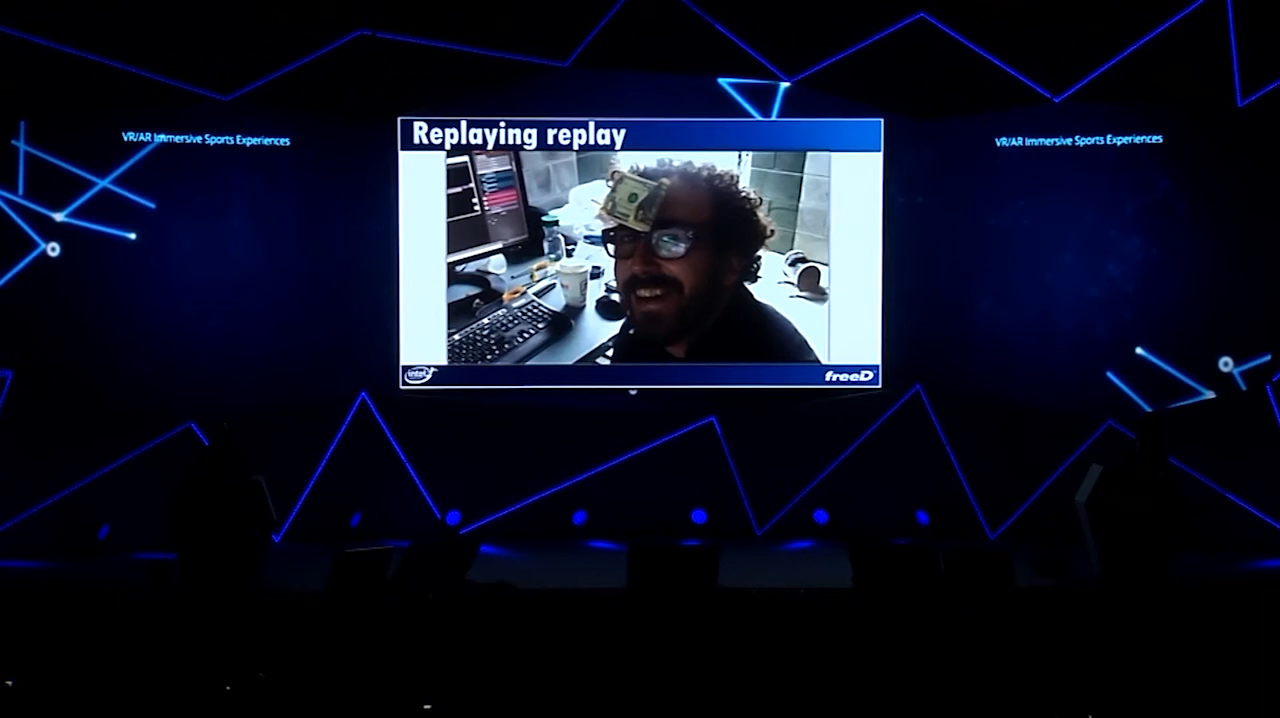 VR/AR Immersive Sports Experiences
Replaying replay
VR/AR Immersive Sports Experiences
intel
freeD